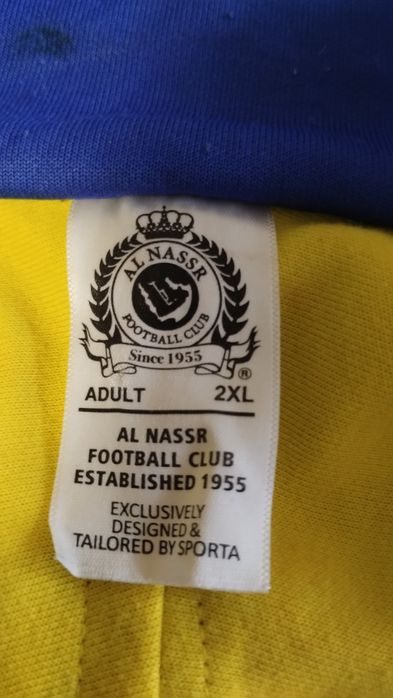 AL NASSR
FOOTBALL CLUB
Since 1955
®
ADULT 2XL
AL NASSR
FOOTBALL CLUB
ESTABLISHED 1955
EXCLUSIVELY
DESIGNED &
TAILORED BY SPORTA